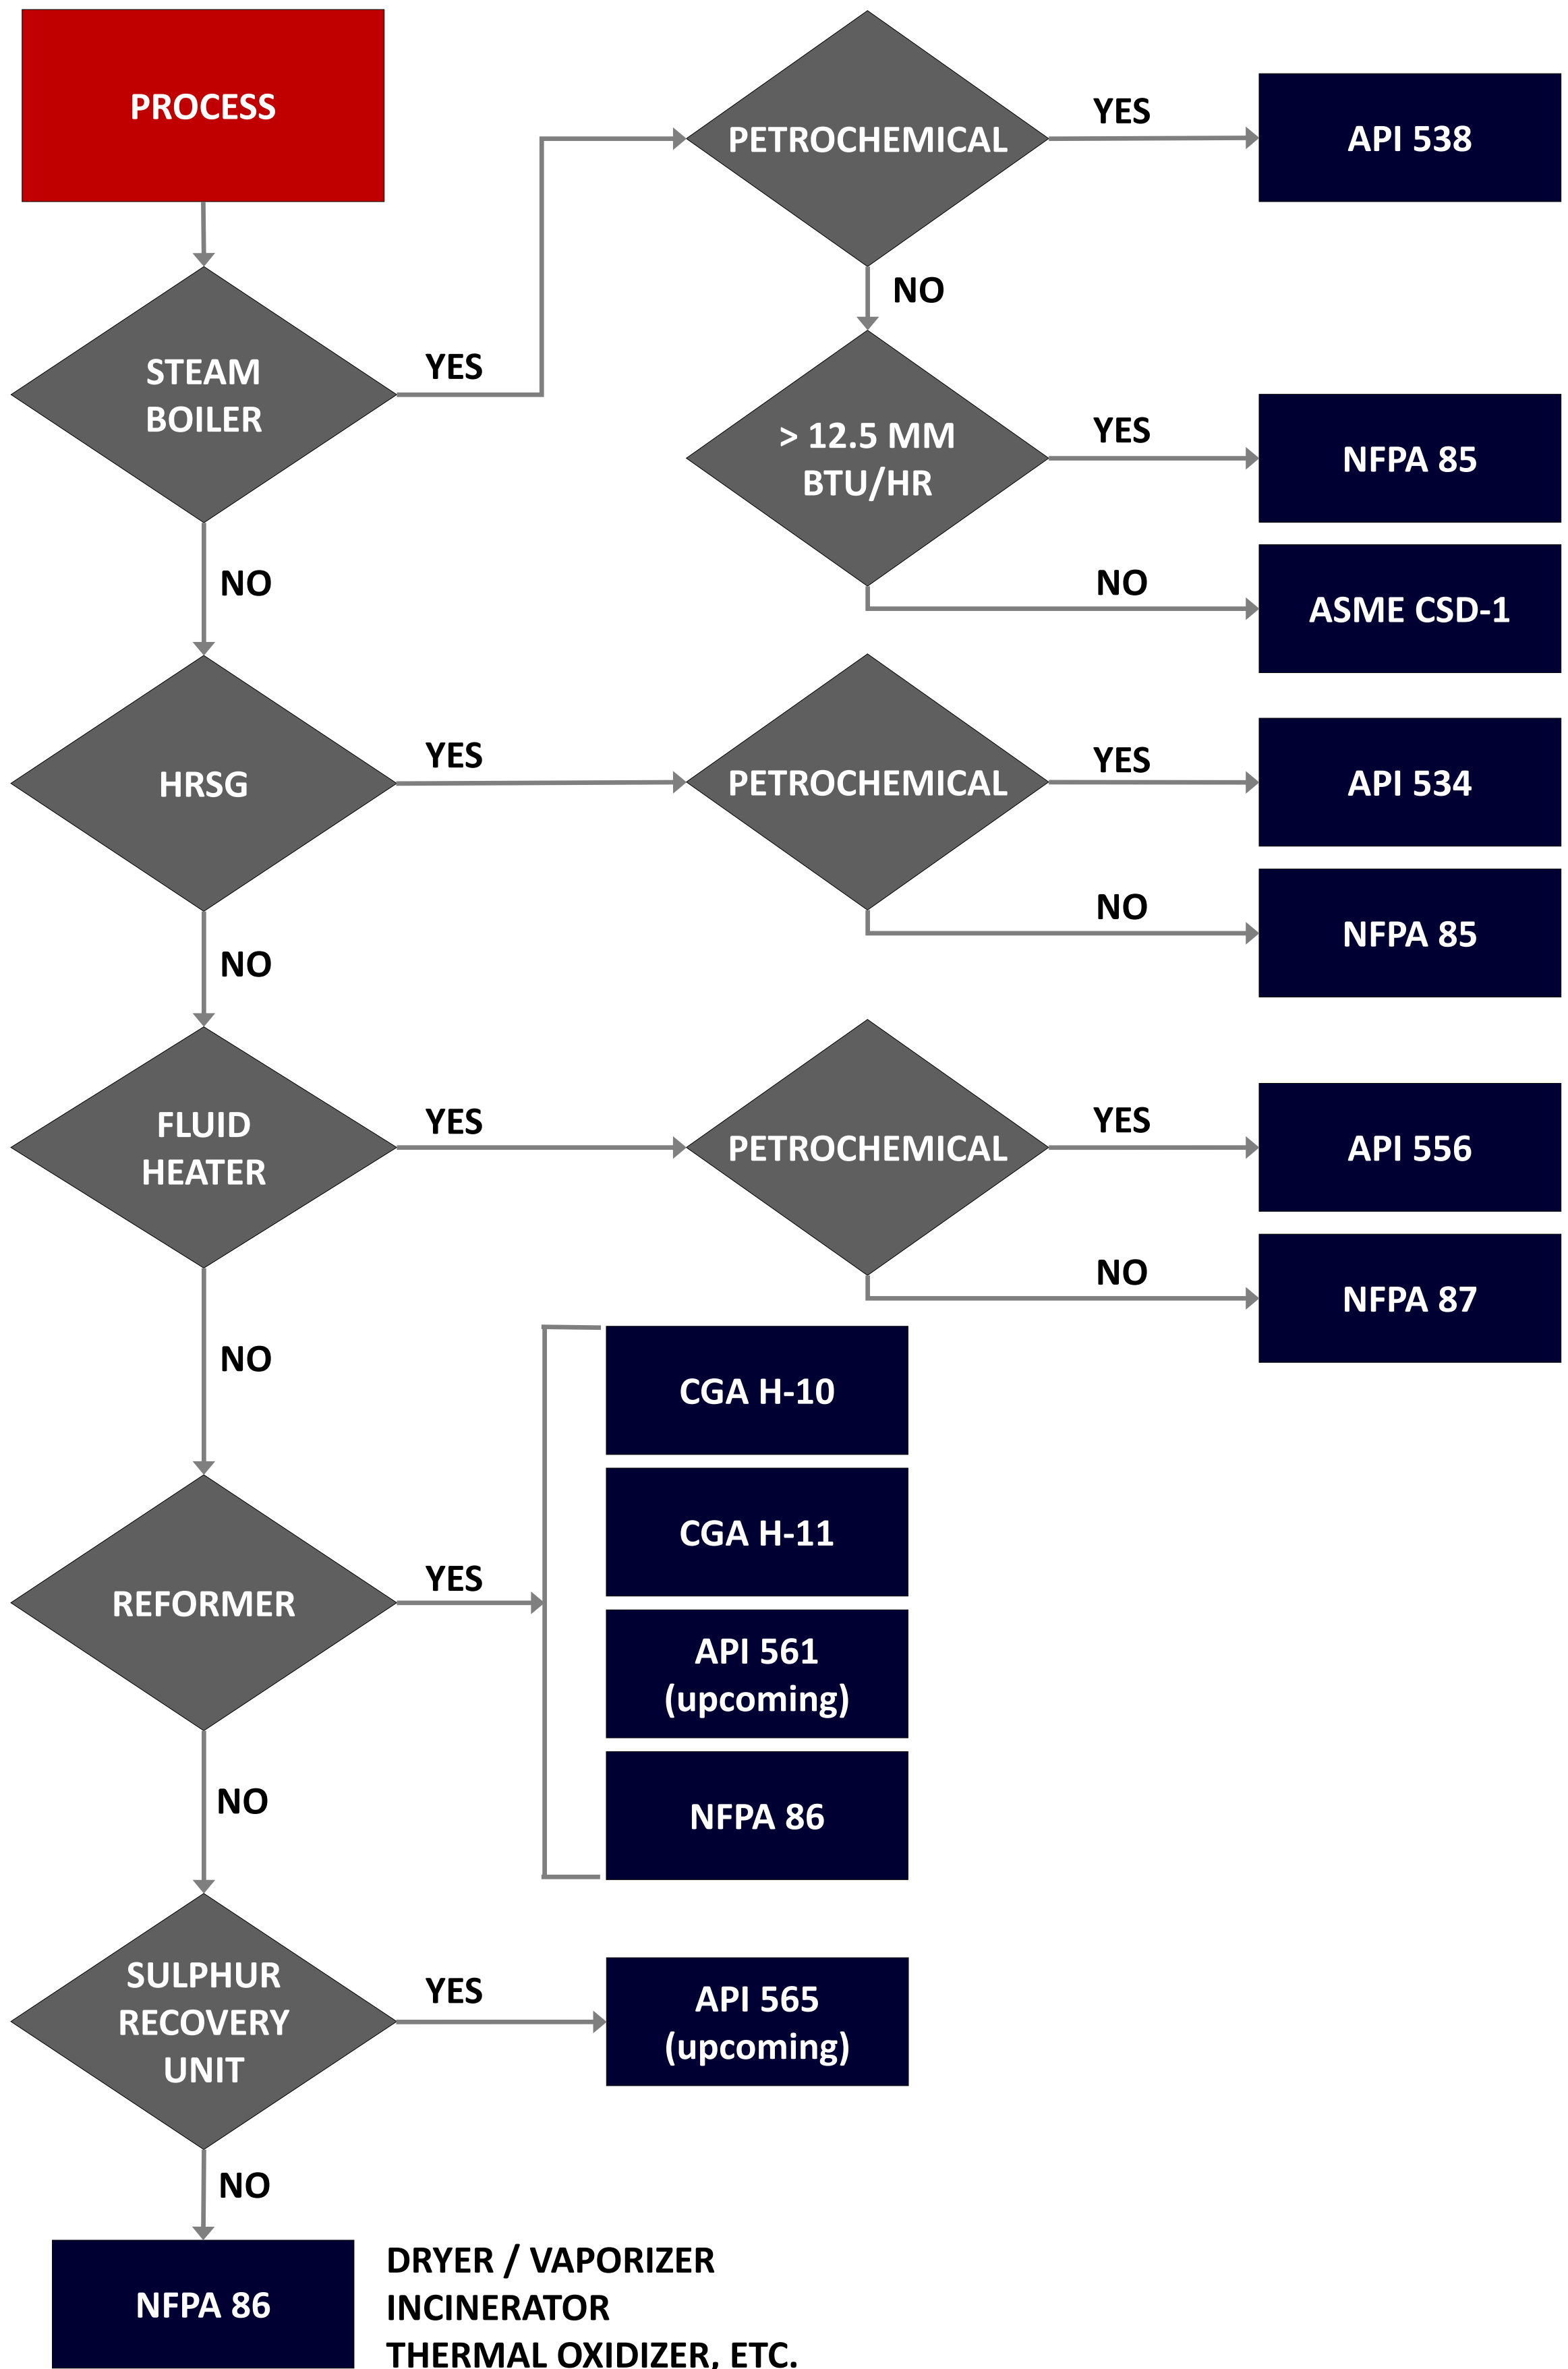 PROCESS
PETROCHEMICAL
YES
API 538
NO
STEAM
BOILER
YES
> 12.5 MM
BTU/HR
YES
NFPA 85
NO
ASME CSD-1
NO
HRSG
YES
PETROCHEMICAL
YES
API 534
NO
NFPA 85
NO
FLUID
HEATER
YES
PETROCHEMICAL
YES
API 556
NO
NFPA 87
NO
REFORMER
YES
CGA H-10
CGA H-11
API 561
(upcoming)
NFPA 86
NO
SULPHUR
RECOVERY
UNIT
YES
API 565
(upcoming)
NO
NFPA 86
DRYER / VAPORIZER
INCINERATOR
THERMAL OXIDIZER, ETC.